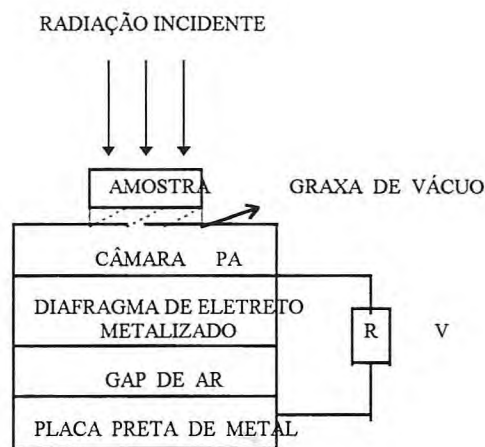 RADIAÇÃO INCIDENTE
AMOSTRA
GRAXA DE VÁCUO
CÂMARA PA
DIAFRAGMA DE ELETRETO
METALIZADO
R V
GAP DE AR
PLACA PRETA DE METAL